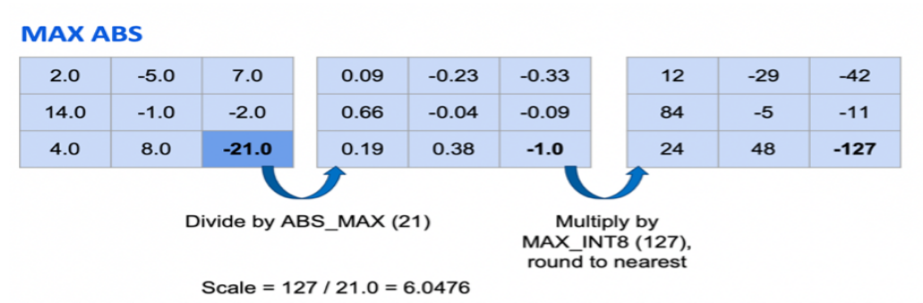 MAX ABS
2.0 -5.0 7.0 0.09 -0.23 -0.33 12 -29 -42
14.0 -1.0 -2.0 0.66 -0.04 -0.09 84 -5 -11
4.0 8.0 -21.0 0.19 0.38 -1.0 24 48 -127
Divide by ABS_MAX (21)
Multiply by
MAX_INT8 (127),
round to nearest
Scale = 127 / 21.0 = 6.0476